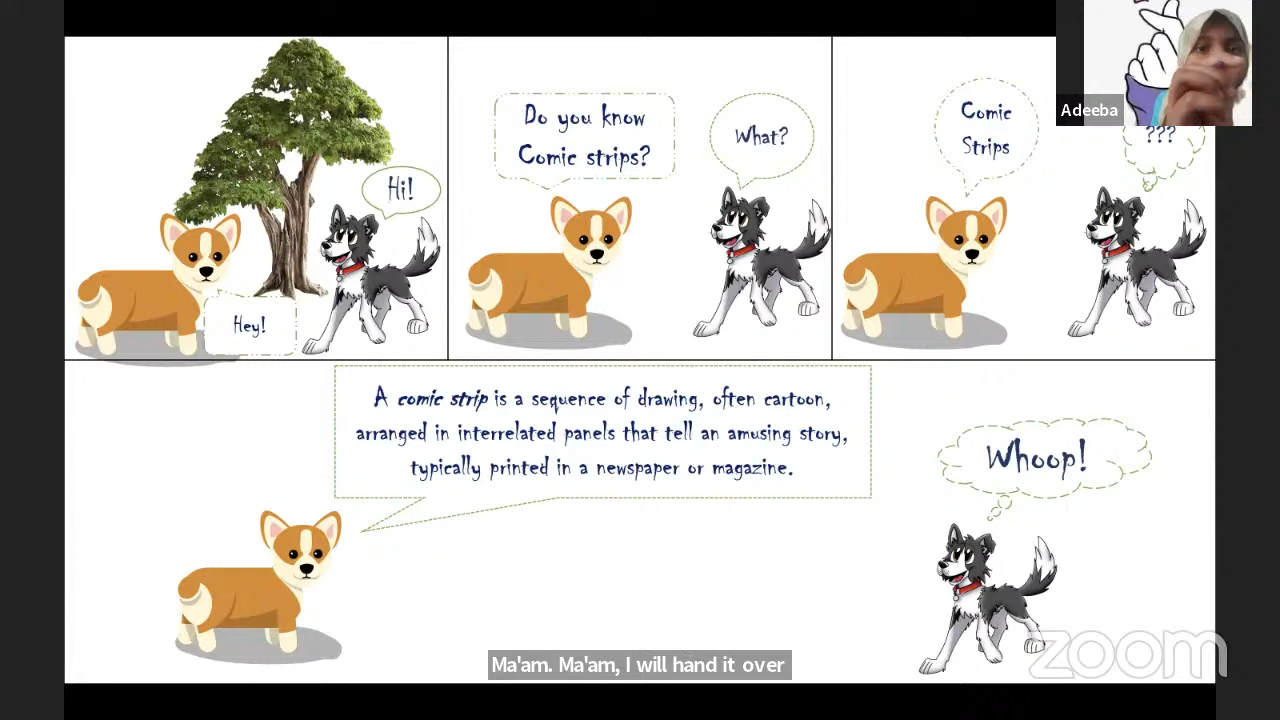 Adeeba
Hi!
Hey!
Do you know
Comic strips?
What?
Comic
Strips
???
A comic strip is a sequence of drawing, often cartoon,
arranged in interrelated panels that tell an amusing story,
typically printed in a newspaper or magazine.
Whoop!
Ma'am. Ma'am, I will hand it over
zoom